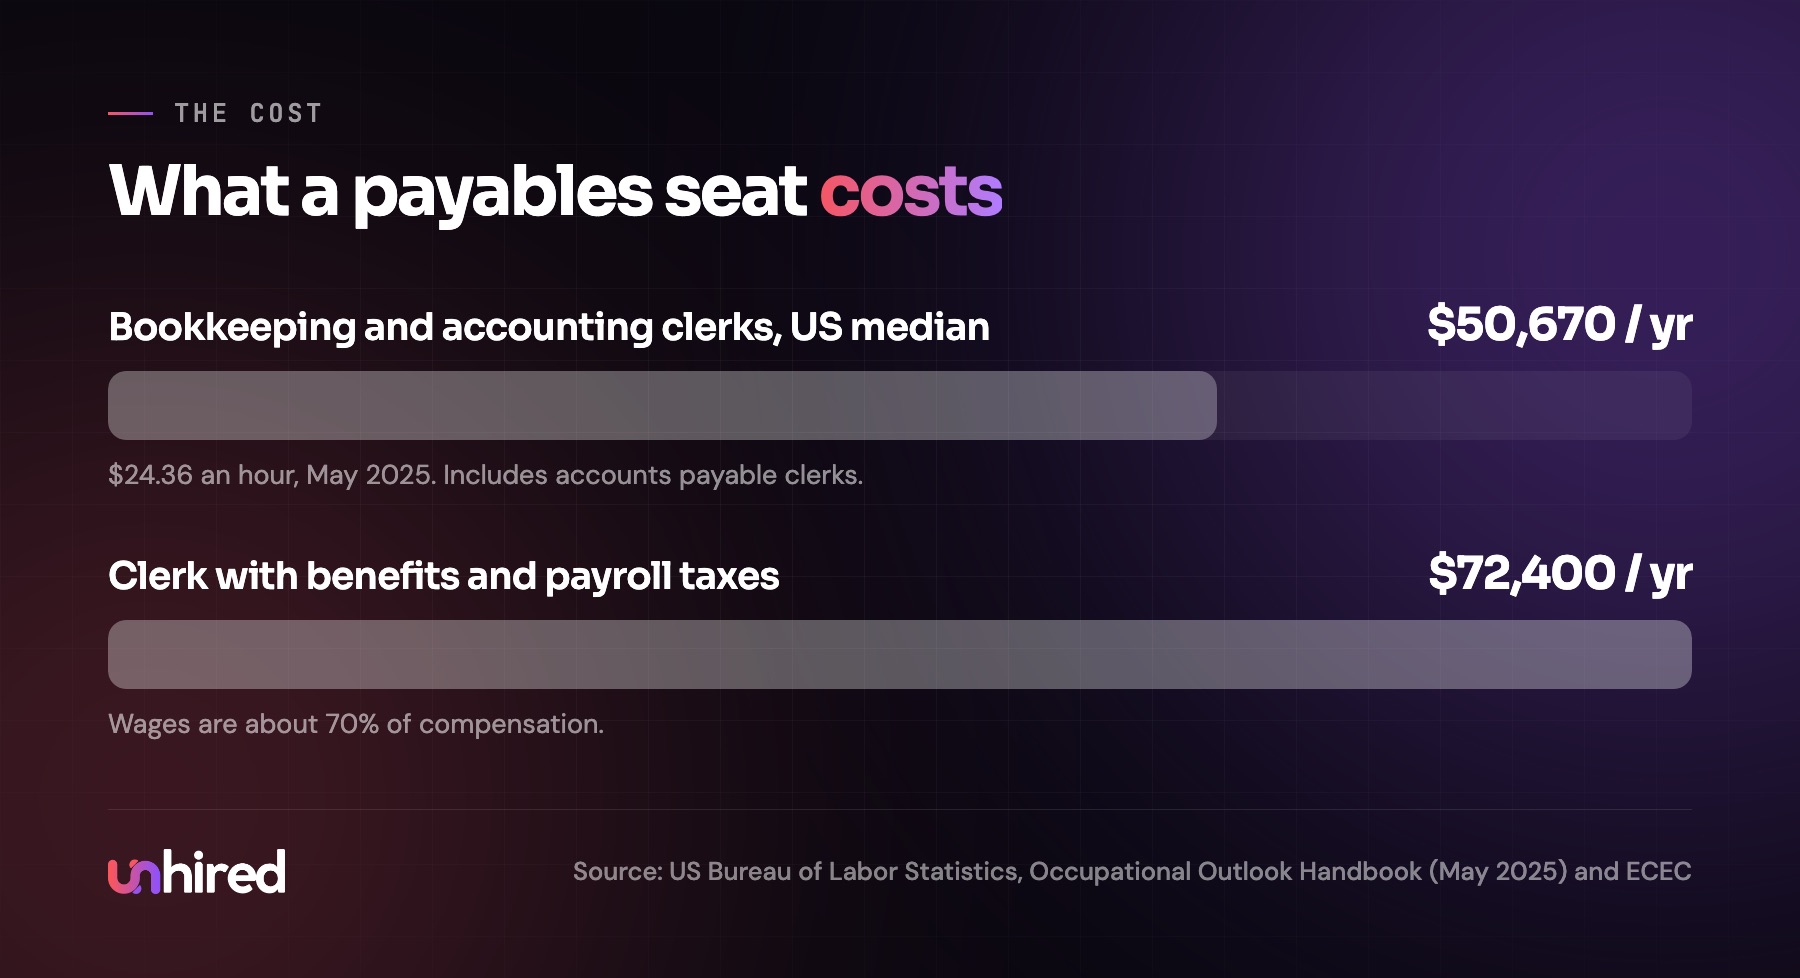 THE COST
What a payables seat costs
Bookkeeping and accounting clerks, US median
$50,670 / yr
$24.36 an hour, May 2025. Includes accounts payable clerks.
Clerk with benefits and payroll taxes
$72,400 / yr
Wages are about 70% of compensation.
unhired
Source: US Bureau of Labor Statistics, Occupational Outlook Handbook (May 2025) and ECEC